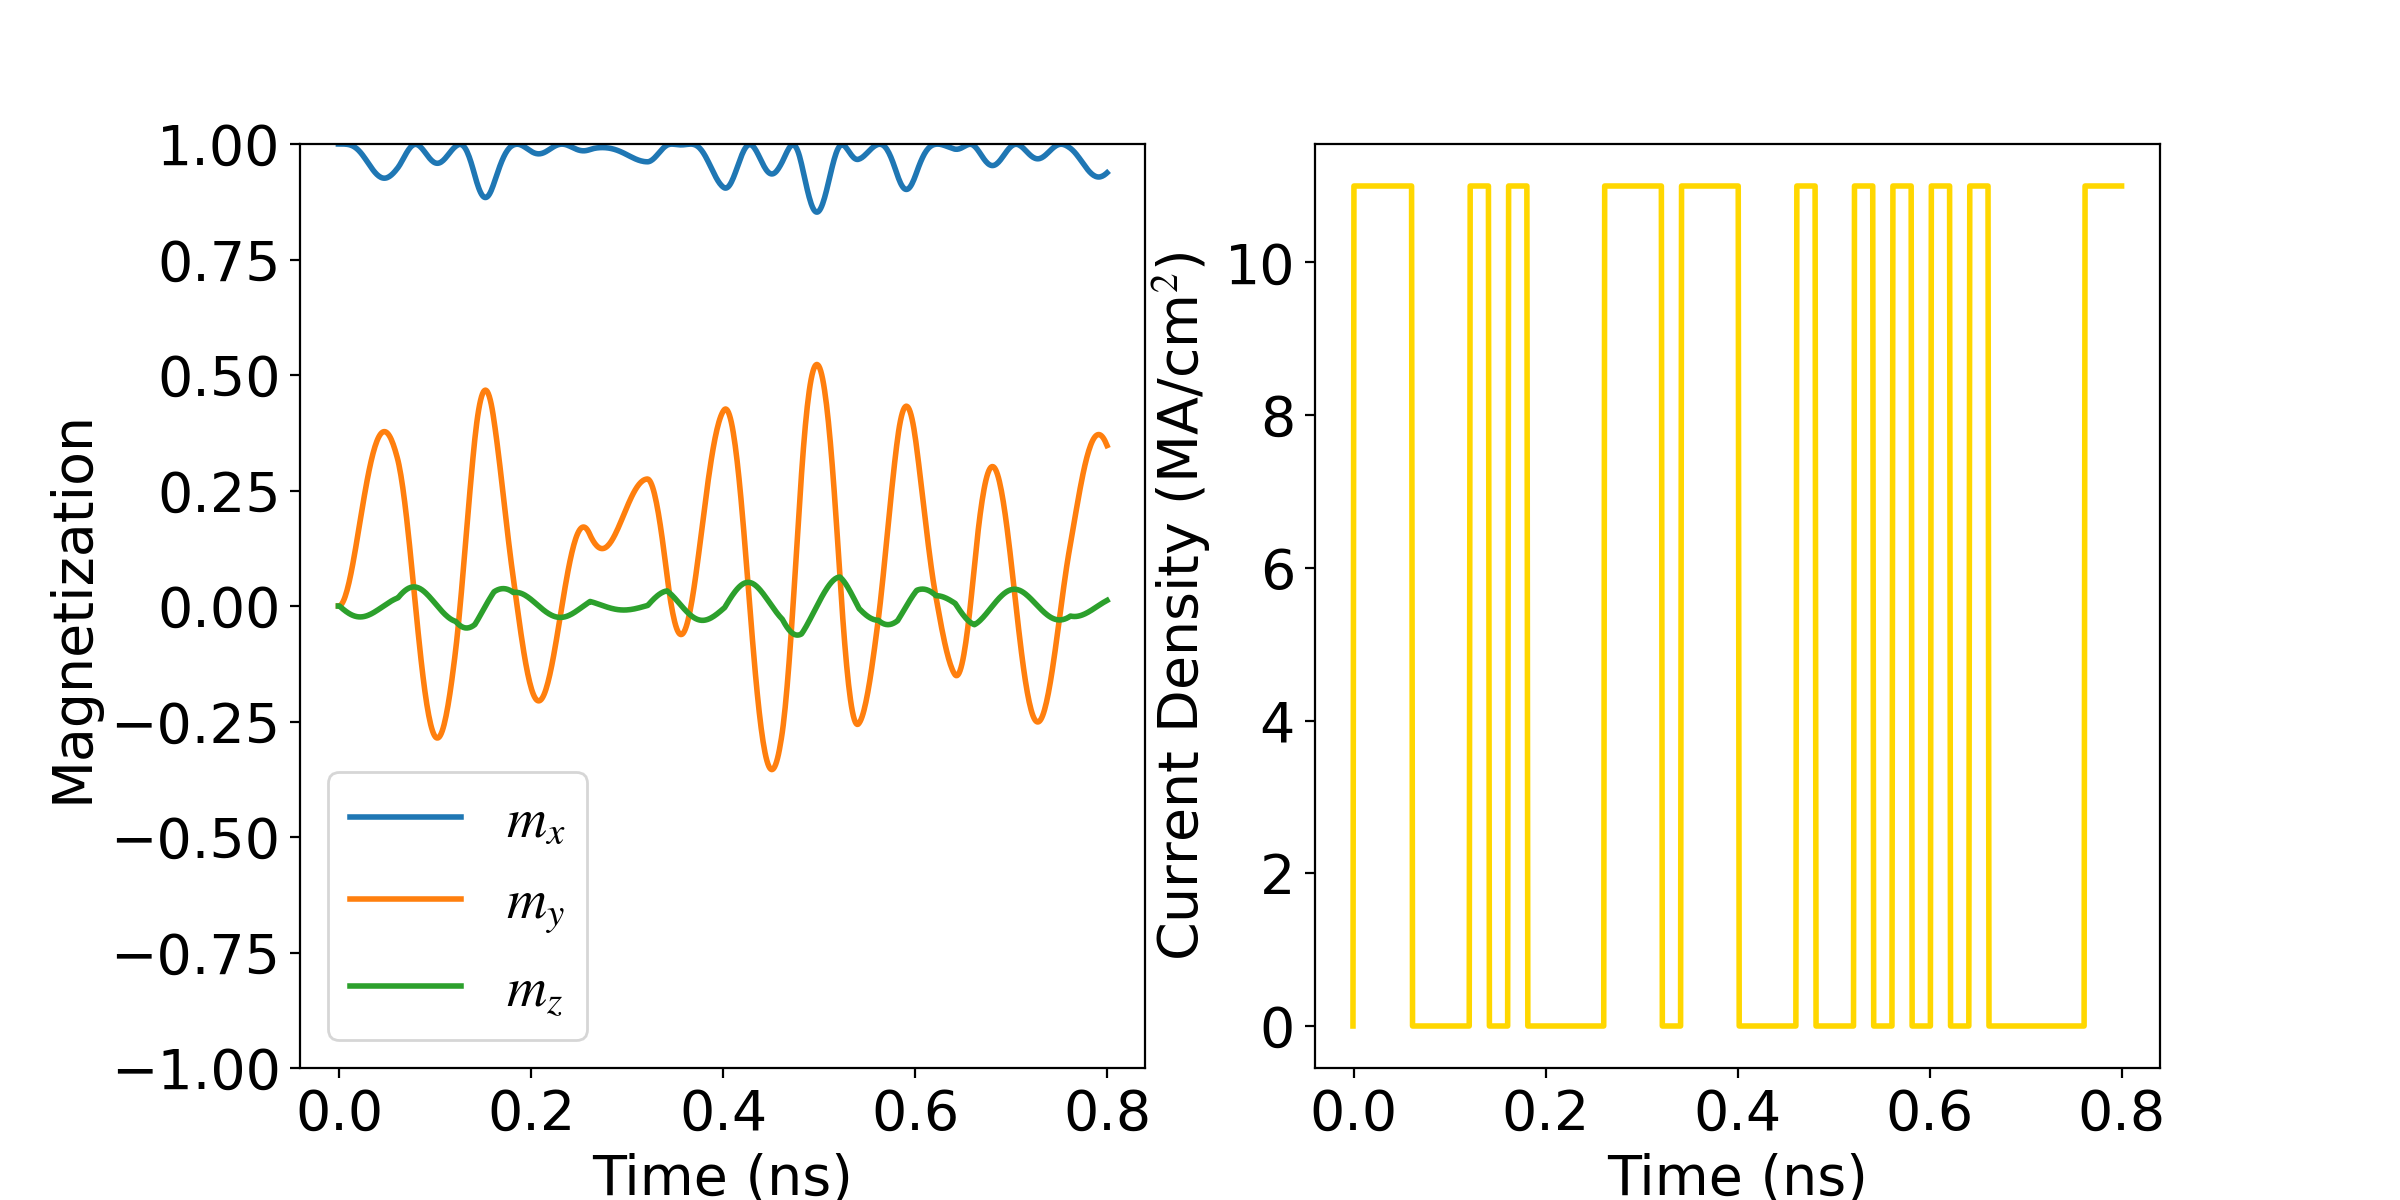 Magnetization
1.00
0.75
0.50
0.25
0.00
−0.25
−0.50
−0.75
−1.00
0.0 0.2 0.4 0.6 0.8
Time (ns)
m_x
m_y
m_z
Current Density (MA/cm²)
10
8
6
4
2
0
0.0 0.2 0.4 0.6 0.8
Time (ns)